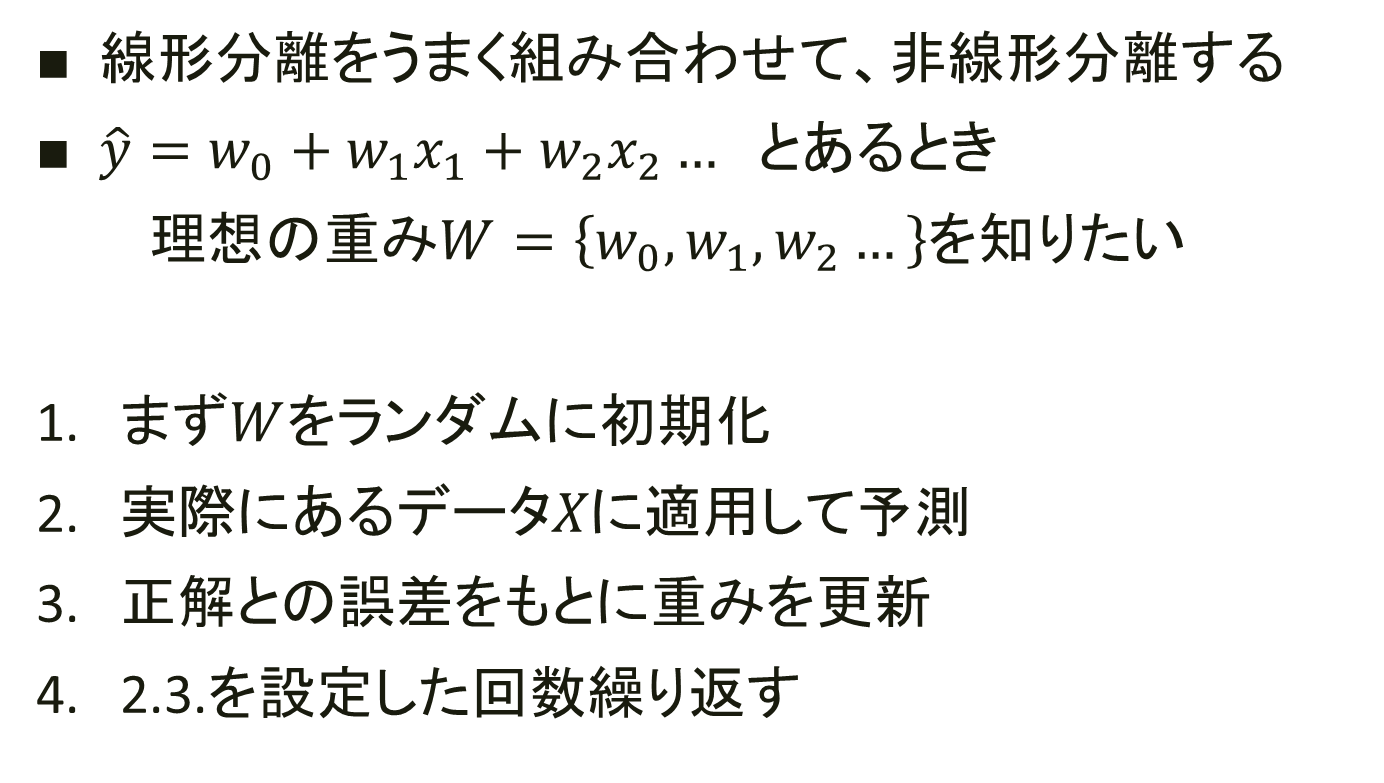 ■ 線形分離をうまく組み合わせて、非線形分離する
■ ŷ = w₀ + w₁x₁ + w₂x₂ … とあるとき
理想の重みW = {w₀, w₁, w₂ … }を知りたい
1. まずWをランダムに初期化
2. 実際にあるデータXに適用して予測
3. 正解との誤差をもとに重みを更新
4. 2.3.を設定した回数繰り返す